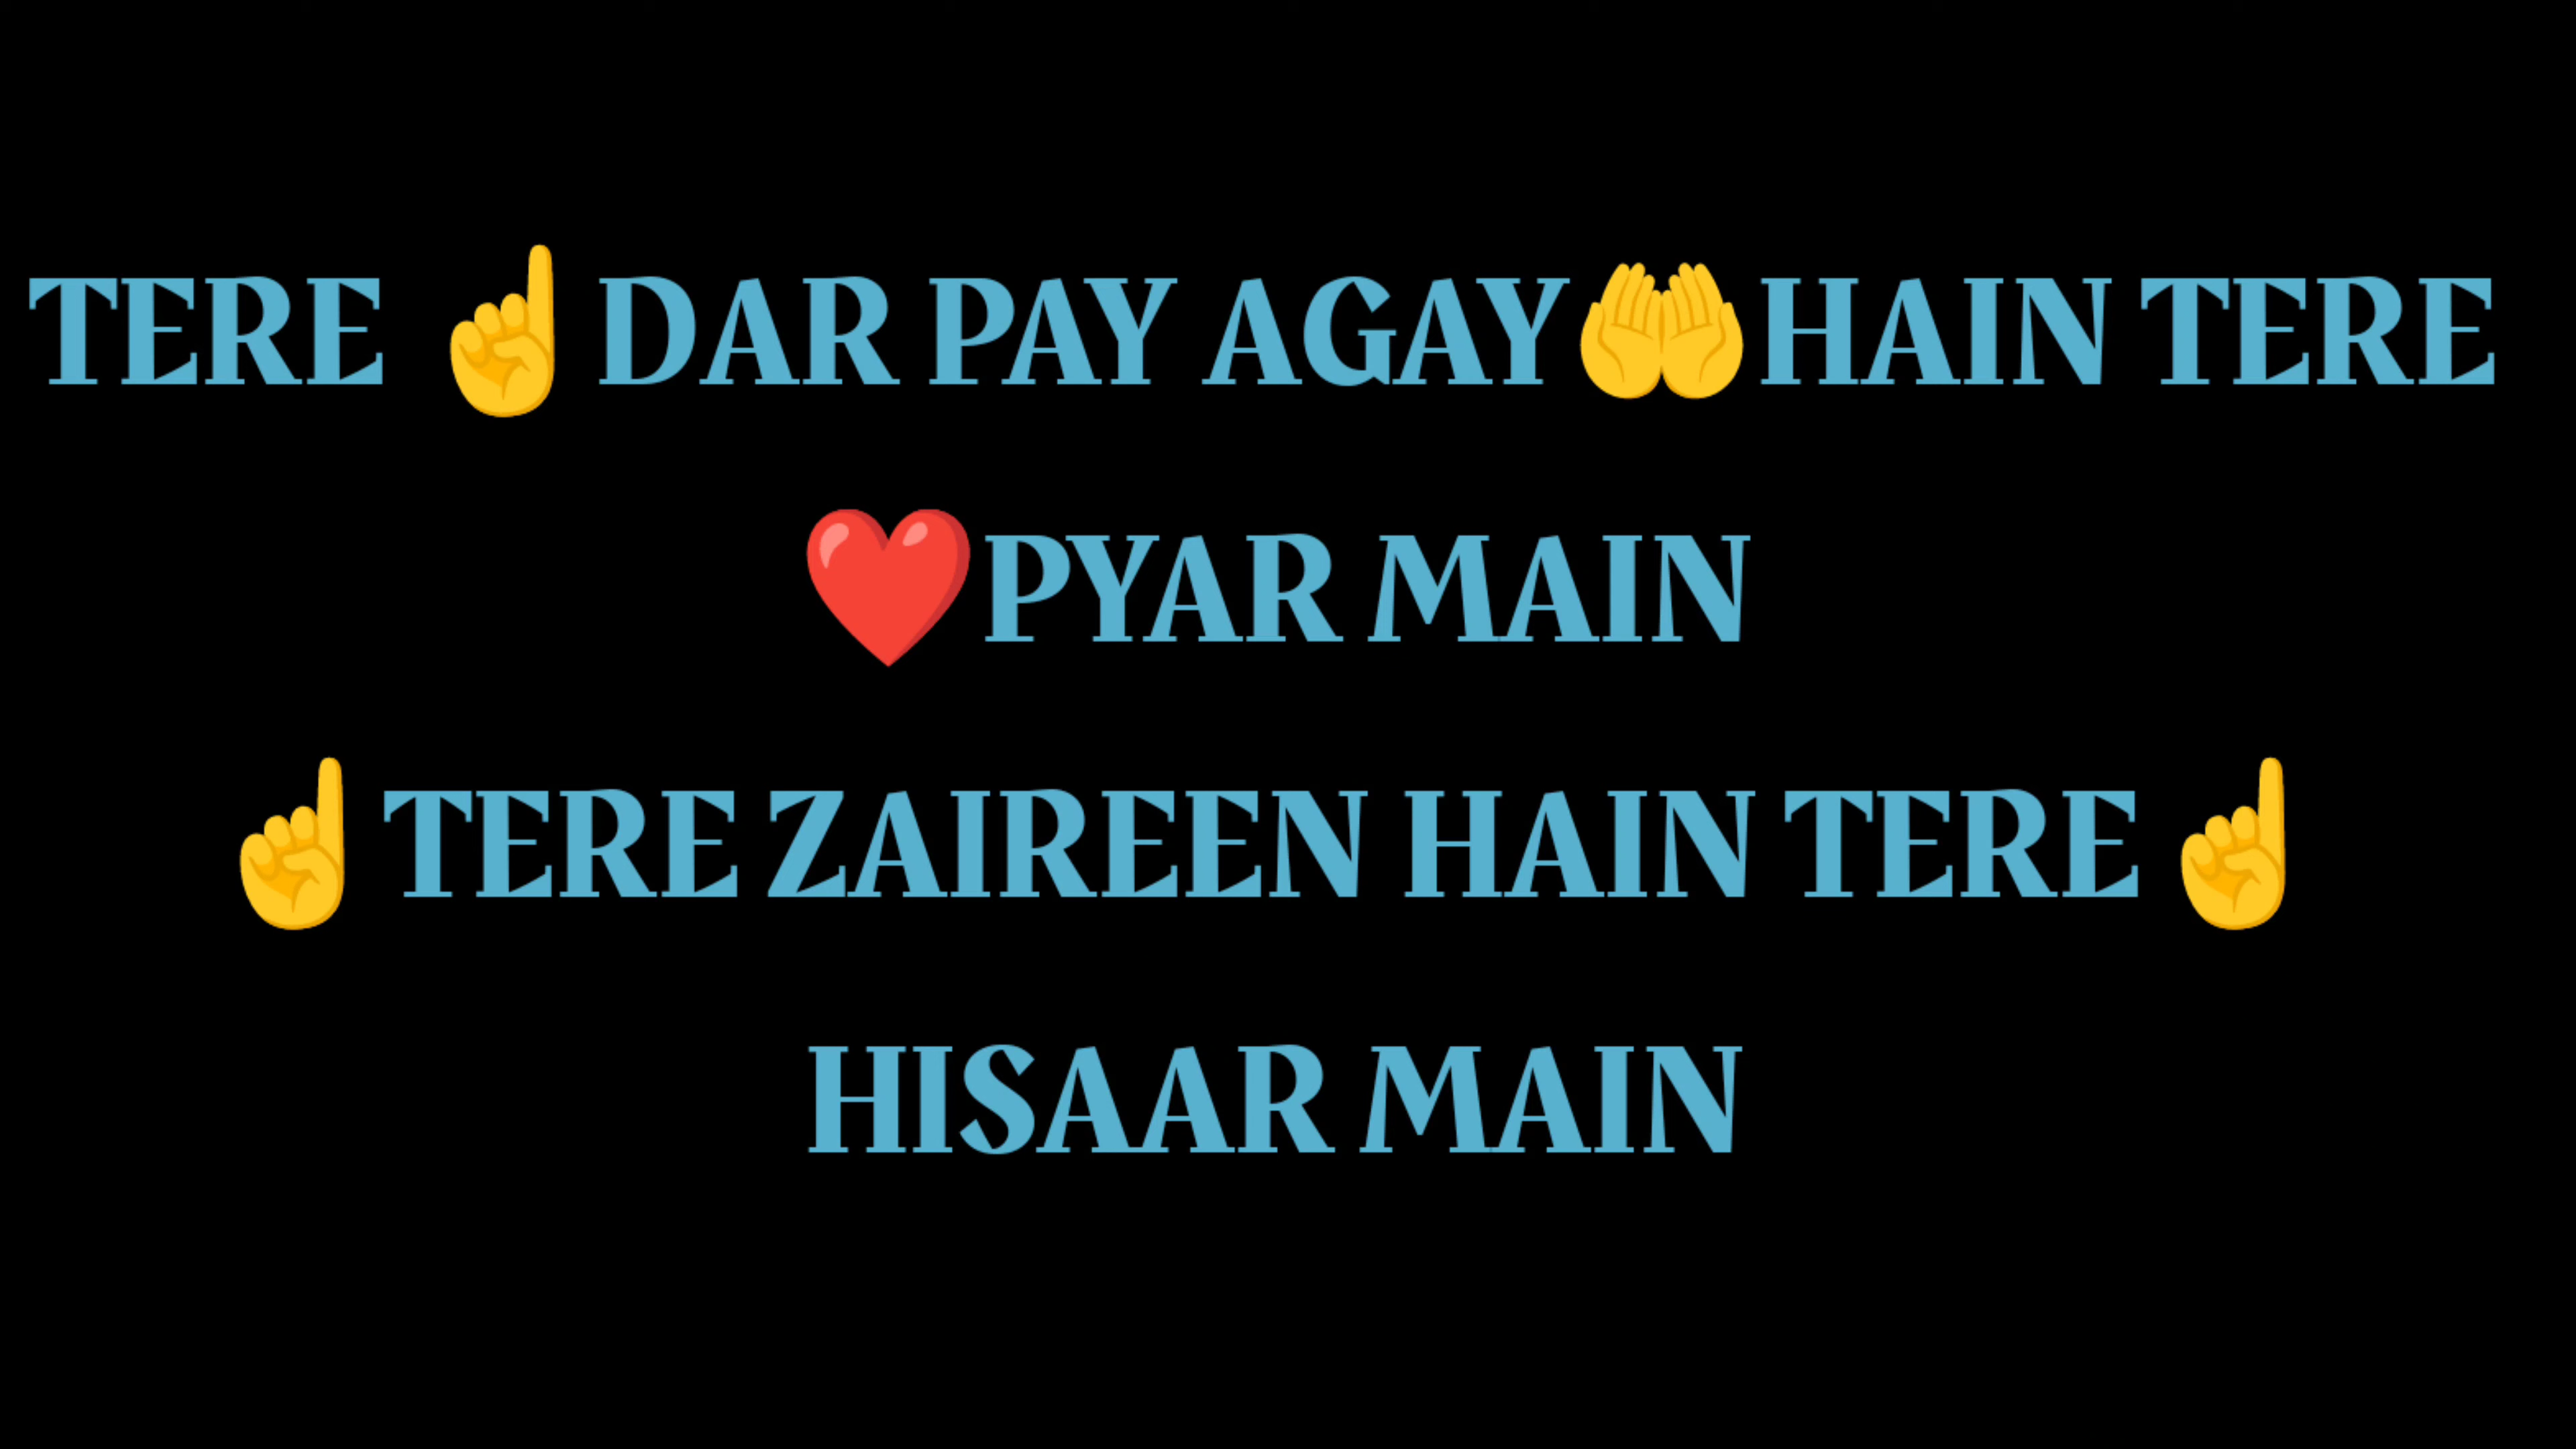 TERE ☝️DAR PAY AGAY🤲HAIN TERE
❤️PYAR MAIN
☝️TERE ZAIREEN HAIN TERE ☝️
HISAAR MAIN